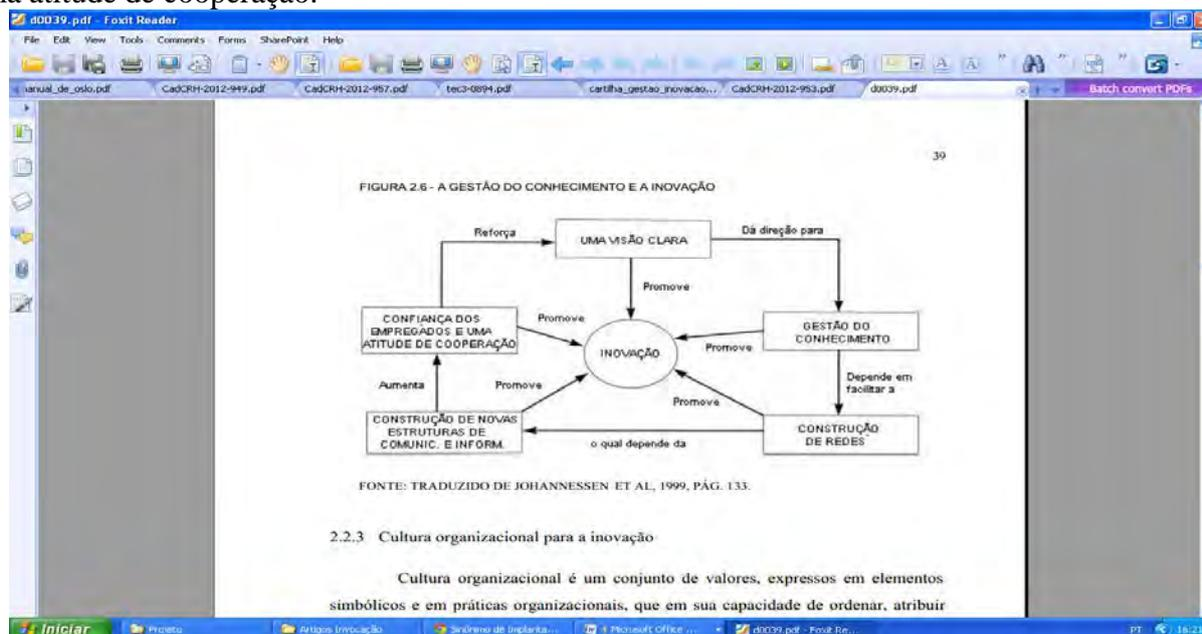 na atitude de cooperação.
d0039.pdf - Foxit Reader
File Edit View Tools Comments Forms SharePoint Help
anual_de_oslo.pdf CadCRH-2012-949.pdf CadCRH-2012-957.pdf tec3-0894.pdf cartilha_gestao_inovacao... CadCRH-2012-953.pdf d0039.pdf Batch convert PDFs
39
FIGURA 2.6 - A GESTÃO DO CONHECIMENTO E A INOVAÇÃO
Reforça
UMA VISÃO CLARA
Dá direção para
Promove
CONFIANÇA DOS
EMPREGADOS E UMA
ATITUDE DE COOPERAÇÃO
Promove
INOVAÇÃO
Promove
GESTÃO DO
CONHECIMENTO
Aumenta
Promove
Promove
Depende em
facilitar a
CONSTRUÇÃO DE NOVAS
ESTRUTURAS DE
COMUNIC. E INFORM.
o qual depende da
CONSTRUÇÃO
DE REDES
FONTE: TRADUZIDO DE JOHANNESSEN ET AL, 1999, PÁG. 133.
2.2.3 Cultura organizacional para a inovação
Cultura organizacional é um conjunto de valores, expressos em elementos
simbólicos e em práticas organizacionais, que em sua capacidade de ordenar, atribuir
Iniciar Projeto Artigos Inovação 4 Microsoft Office ... d0039.pdf - Foxit Re... PT